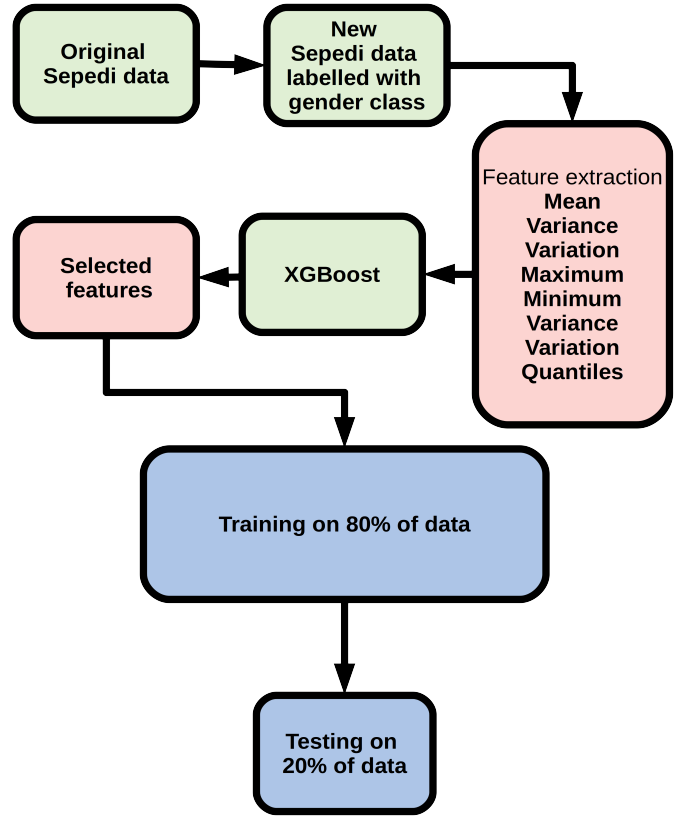 Original
Sepedi data
New
Sepedi data
labelled with
gender class
Feature extraction
Mean
Variance
Variation
Maximum
Minimum
Variance
Variation
Quantiles
XGBoost
Selected
features
Training on 80% of data
Testing on
20% of data